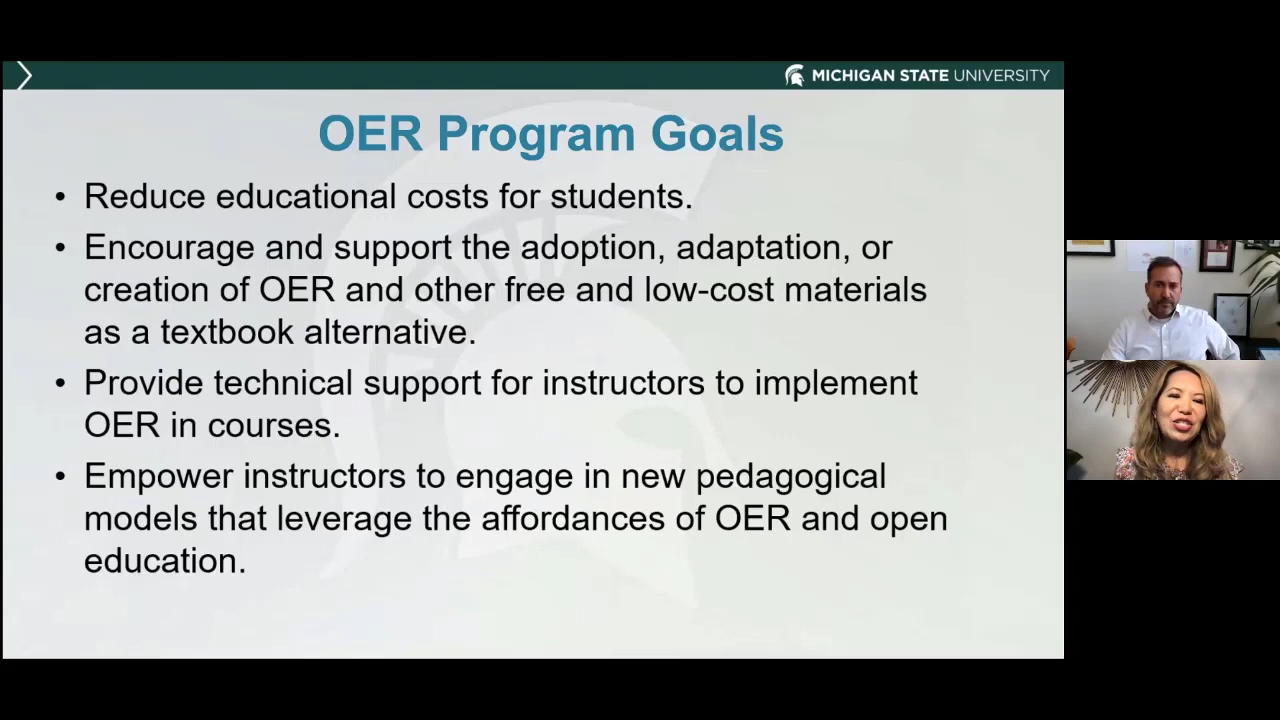 MICHIGAN STATE UNIVERSITY
OER Program Goals
• Reduce educational costs for students.
• Encourage and support the adoption, adaptation, or
creation of OER and other free and low-cost materials
as a textbook alternative.
• Provide technical support for instructors to implement
OER in courses.
• Empower instructors to engage in new pedagogical
models that leverage the affordances of OER and open
education.